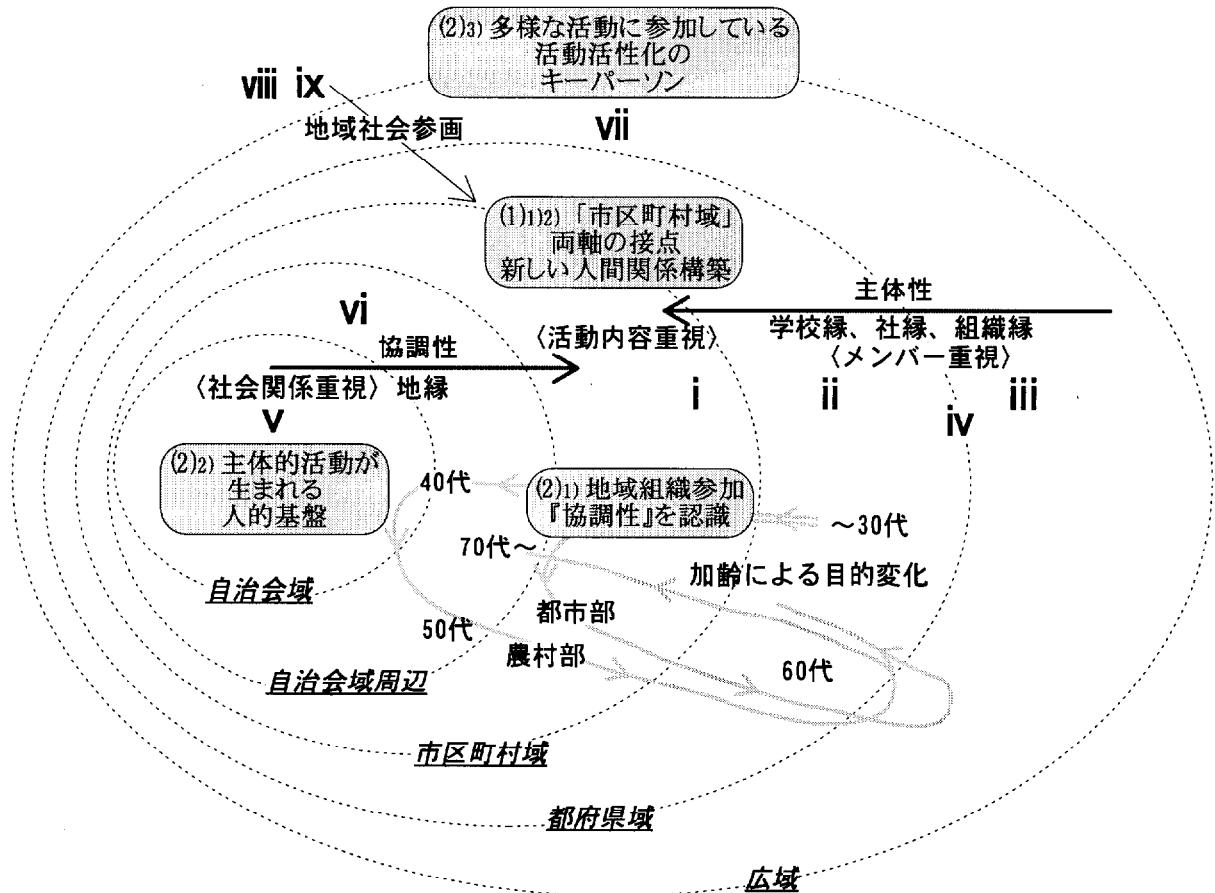 (2)3) 多様な活動に参加している
活動活性化の
キーパーソン
viii ix
地域社会参画
vii
(1)1)2)「市区町村域」
両軸の接点
新しい人間関係構築
主体性
学校縁、社縁、組織縁
〈メンバー重視〉
〈活動内容重視〉
vi
協調性
〈社会関係重視〉地縁
v
i
ii
iii
iv
(2)2) 主体的活動が
生まれる
人的基盤
40代
(2)1) 地域組織参加
『協調性』を認識
～30代
70代～
加齢による目的変化
自治会域
都市部
50代
農村部
60代
自治会域周辺
市区町村域
都府県域
広域